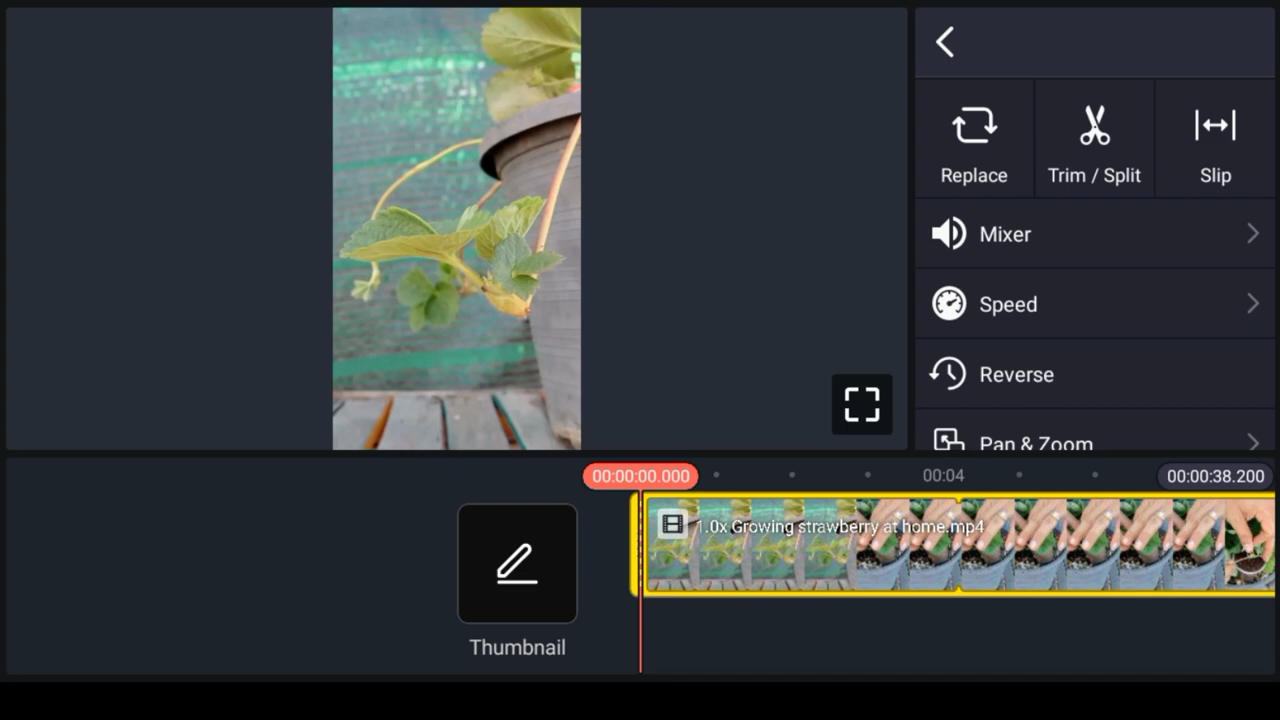 Replace
Trim / Split
Slip
Mixer
Speed
Reverse
Pan & Zoom
00:00:00.000
00:04
00:00:38.200
1.0x Growing strawberry at home.mp4
Thumbnail